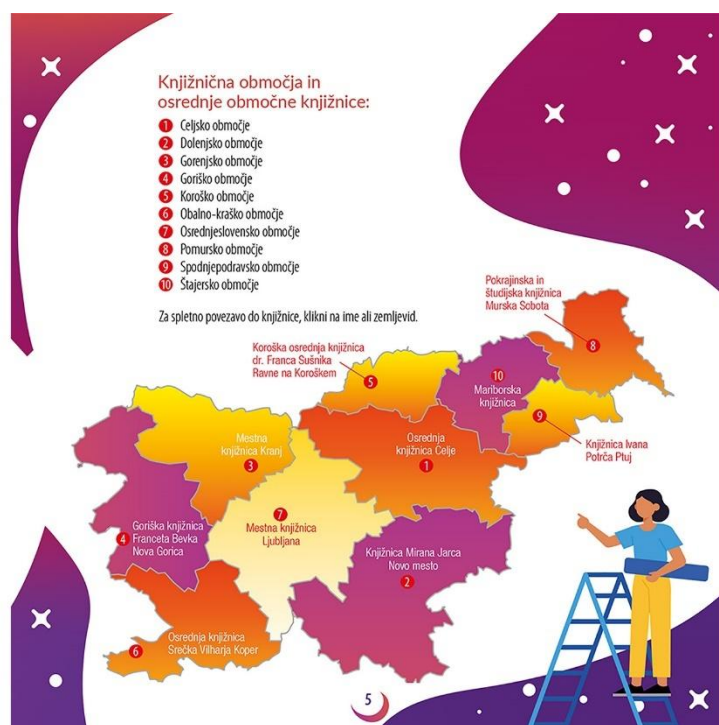 Knjižnična območja in
osrednje območne knjižnice:
1 Celjsko območje
2 Dolenjsko območje
3 Gorenjsko območje
4 Goriško območje
5 Koroško območje
6 Obalno-kraško območje
7 Osrednjeslovensko območje
8 Pomursko območje
9 Spodnjepodravsko območje
10 Štajersko območje
Za spletno povezavo do knjižnice, klikni na ime ali zemljevid.
Pokrajinska in
študijska knjižnica
Murska Sobota
8
Koroška osrednja knjižnica
dr. Franca Sušnika
Ravne na Koroškem
5
10
Mariborska
knjižnica
9
Knjižnica Ivana
Potrča Ptuj
Mestna
knjižnica Kranj
3
Osrednja
knjižnica Celje
1
7
Mestna knjižnica
Ljubljana
Goriška knjižnica
Franceta Bevka
Nova Gorica
4
Knjižnica Mirana Jarca
Novo mesto
2
Osrednja knjižnica
Srečka Vilharja Koper
6
5